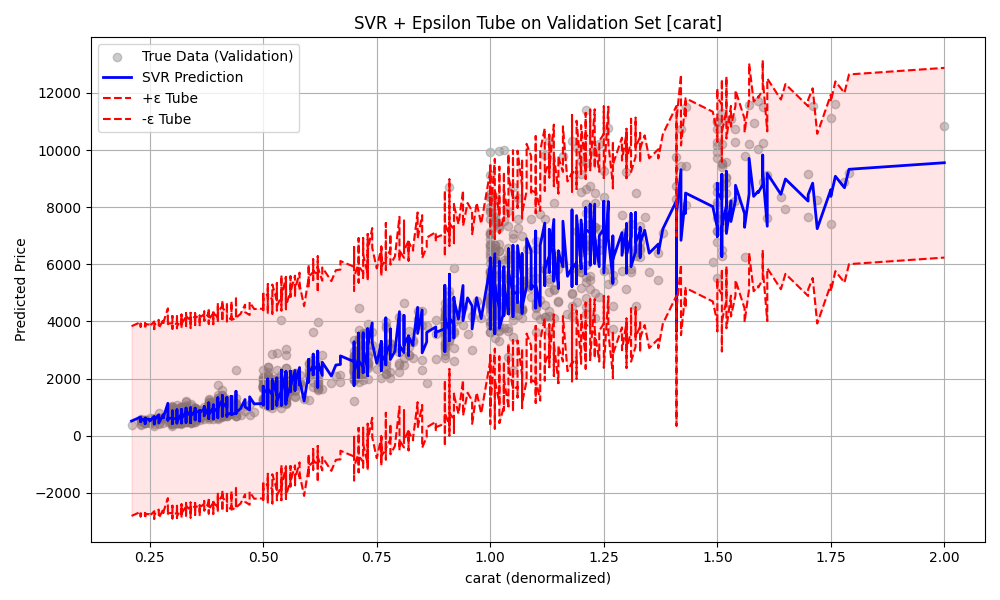 SVR + Epsilon Tube on Validation Set [carat]
True Data (Validation)
SVR Prediction
+ε Tube
-ε Tube
Predicted Price
12000
10000
8000
6000
4000
2000
0
−2000
0.25 0.50 0.75 1.00 1.25 1.50 1.75 2.00
carat (denormalized)